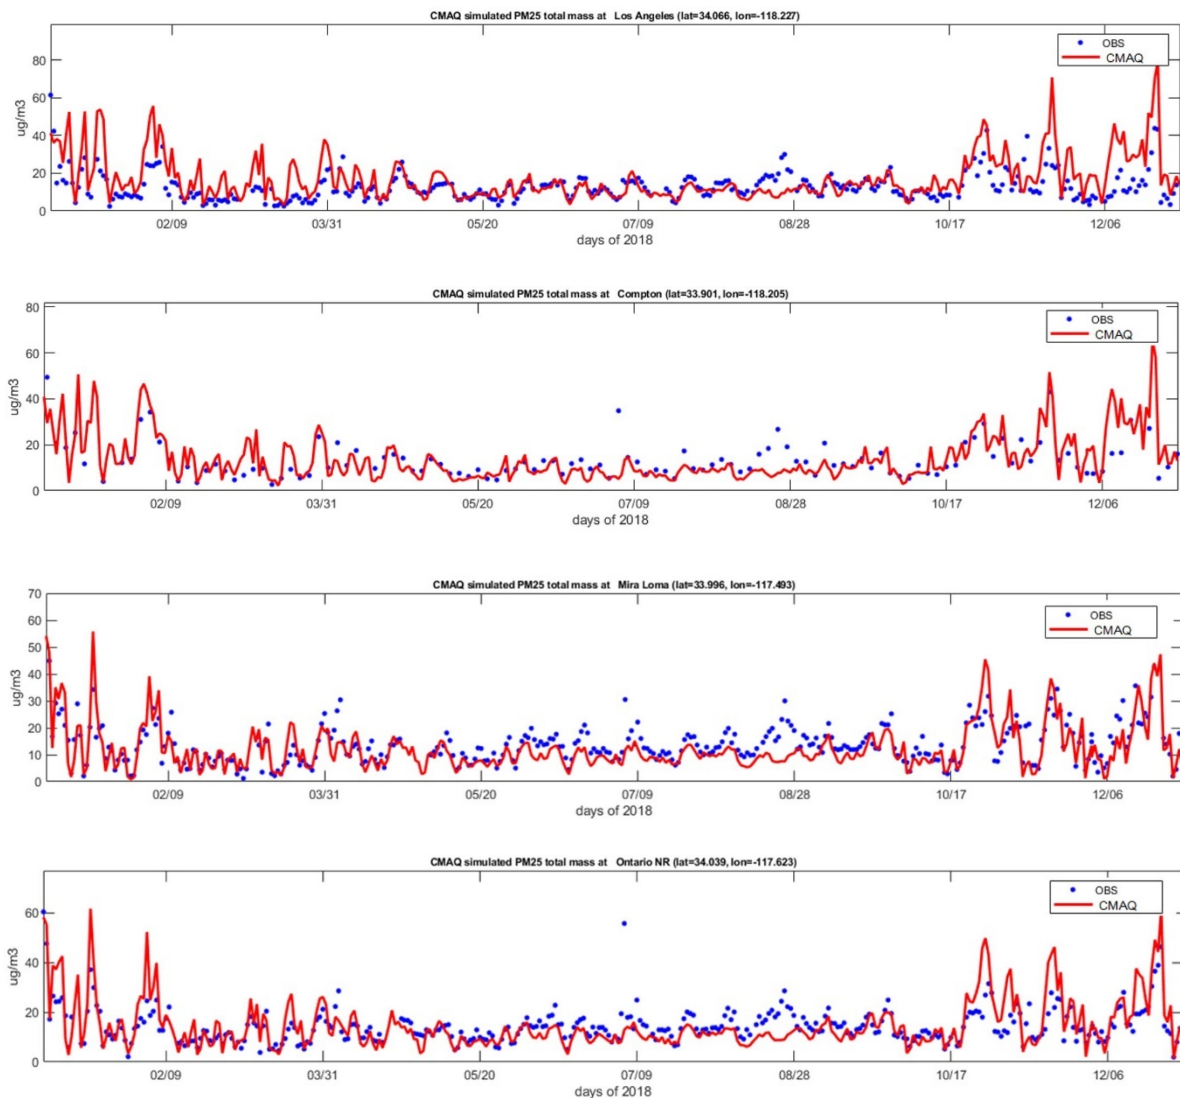 CMAQ simulated PM25 total mass at Los Angeles (lat=34.066, lon=-118.227)
80
60
40
20
0
ug/m3
OBS
CMAQ
02/09 03/31 05/20 07/09 08/28 10/17 12/06
days of 2018
CMAQ simulated PM25 total mass at Compton (lat=33.901, lon=-118.205)
80
60
40
20
0
ug/m3
OBS
CMAQ
02/09 03/31 05/20 07/09 08/28 10/17 12/06
days of 2018
CMAQ simulated PM25 total mass at Mira Loma (lat=33.996, lon=-117.493)
70
60
50
40
30
20
10
0
ug/m3
OBS
CMAQ
02/09 03/31 05/20 07/09 08/28 10/17 12/06
days of 2018
CMAQ simulated PM25 total mass at Ontario NR (lat=34.039, lon=-117.623)
60
40
20
0
ug/m3
OBS
CMAQ
02/09 03/31 05/20 07/09 08/28 10/17 12/06
days of 2018